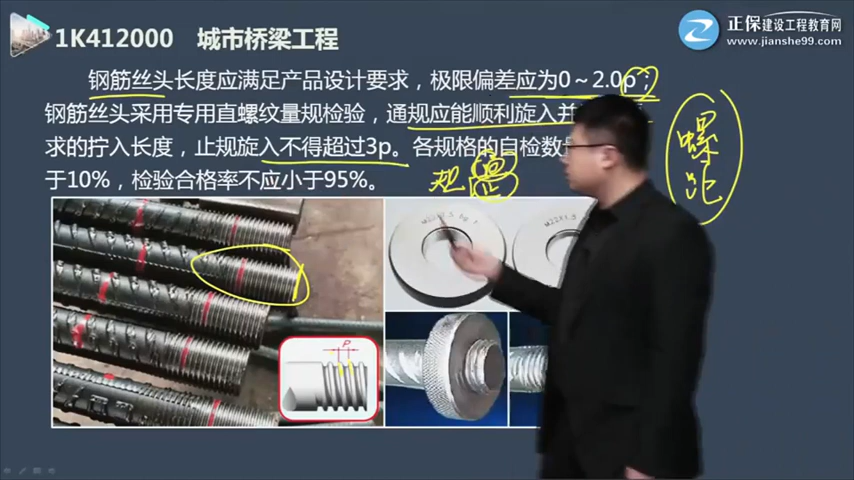 1K412000 城市桥梁工程
正保建设工程教育网
www.jianshe99.com
钢筋丝头长度应满足产品设计要求，极限偏差应为0～2.0p；
钢筋丝头采用专用直螺纹量规检验，通规应能顺利旋入并
求的拧入长度，止规旋入不得超过3p。各规格的自检数
于10%，检验合格率不应小于95%。
规 通
止
螺
距
P